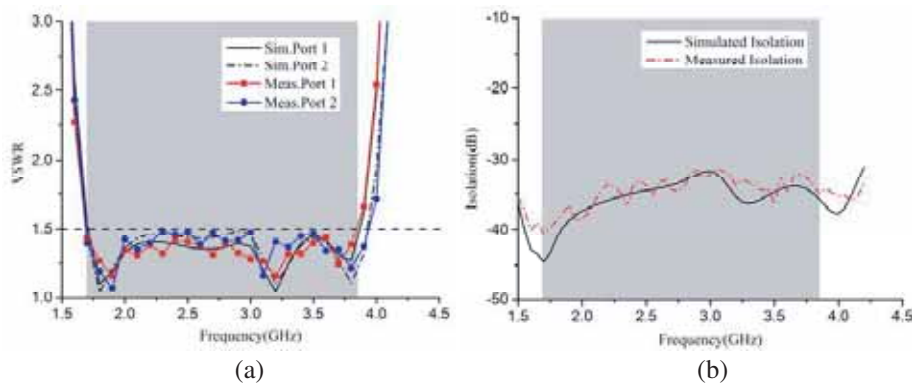 3.0
2.5
2.0
1.5
1.0
VSWR
Sim.Port 1
Sim.Port 2
Meas.Port 1
Meas.Port 2
1.5 2.0 2.5 3.0 3.5 4.0 4.5
Frequency(GHz)
(a)
-10
-20
-30
-40
-50
Isolation(dB)
Simulated Isolation
Measured Isolation
1.5 2.0 2.5 3.0 3.5 4.0 4.5
Frequency(GHz)
(b)